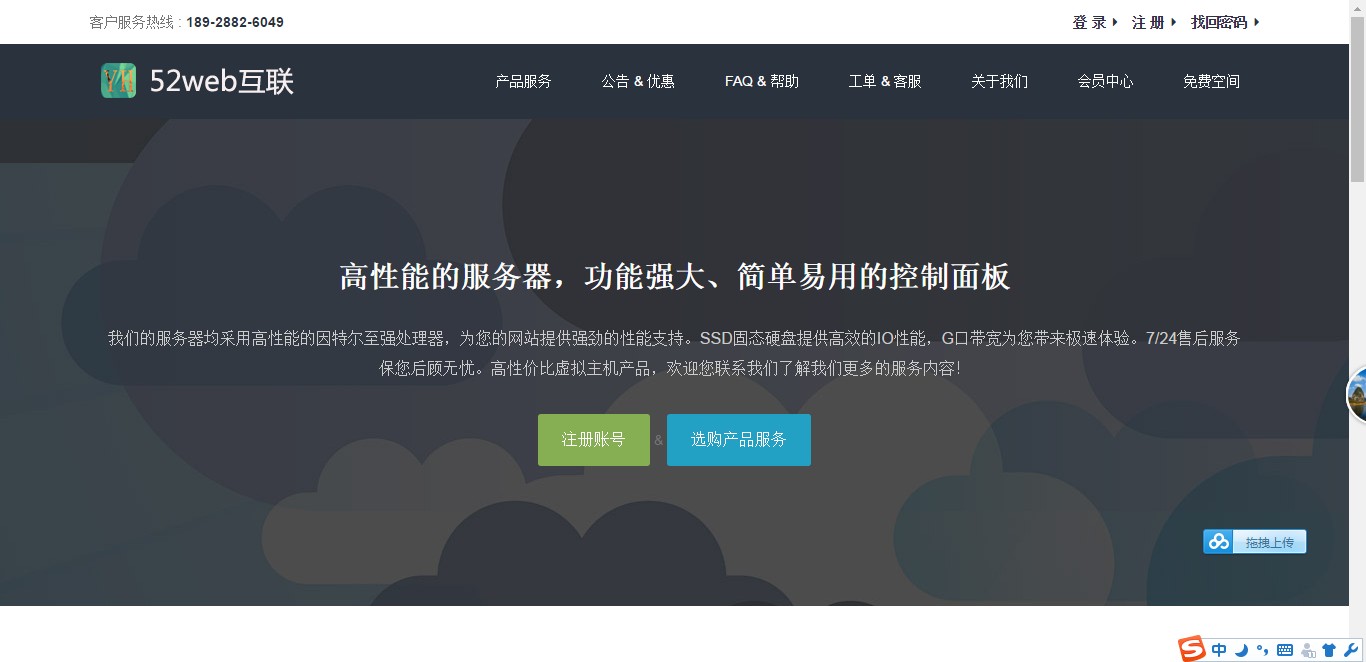 客户服务热线 : 189-2882-6049
登 录 注 册 找回密码
52web互联
产品服务 公告 & 优惠 FAQ & 帮助 工单 & 客服 关于我们 会员中心 免费空间
高性能的服务器，功能强大、简单易用的控制面板
我们的服务器均采用高性能的因特尔至强处理器，为您的网站提供强劲的性能支持。SSD固态硬盘提供高效的IO性能，G口带宽为您带来极速体验。7/24售后服务
保您后顾无忧。高性价比虚拟主机产品，欢迎您联系我们了解我们更多的服务内容！
注册账号 & 选购产品服务
拖拽上传
中